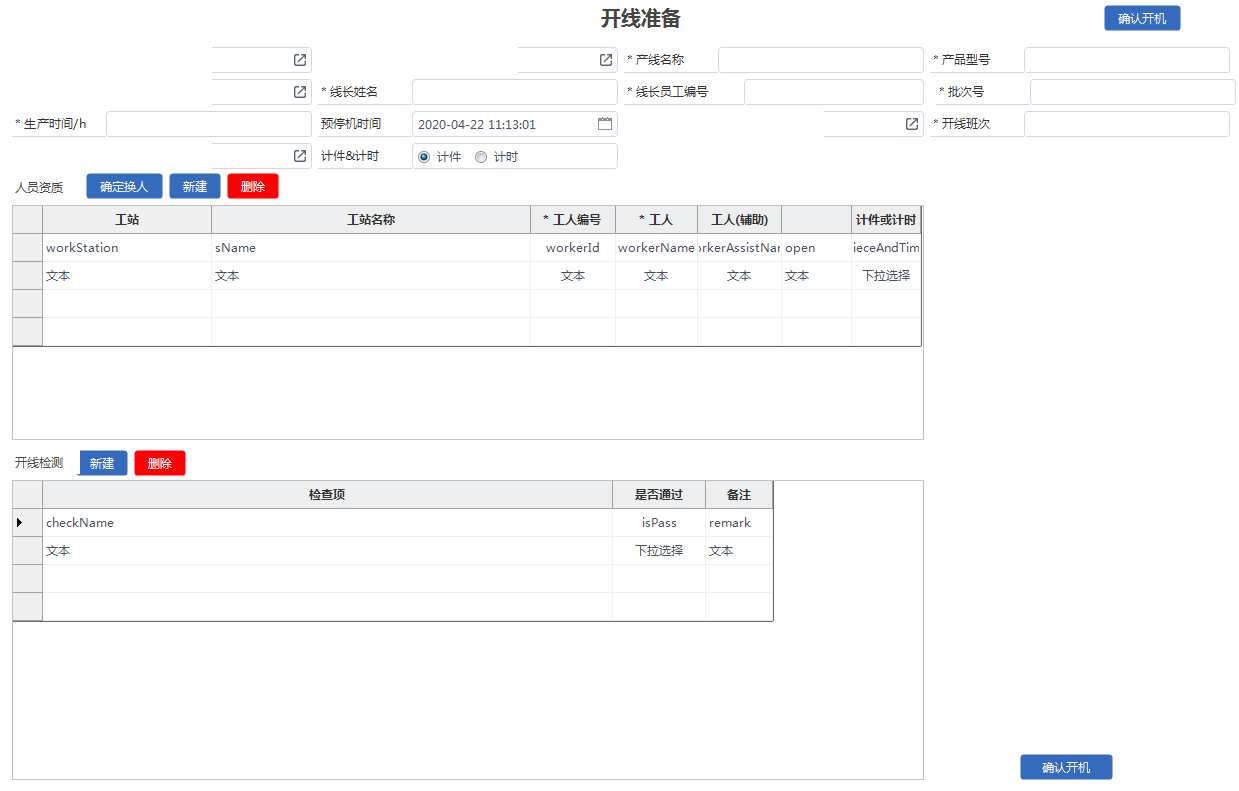 开线准备
确认开机
* 产线名称
* 产品型号
* 线长姓名
* 线长员工编号
* 批次号
* 生产时间/h
预停机时间
2020-04-22 11:13:01
* 开线班次
计件&计时
计件
计时
人员资质
确定换人
新建
删除
工站 工站名称 * 工人编号 * 工人 工人(辅助) 计件或计时
workStation sName workerId workerName rkerAssistNar open ieceAndTim
文本 文本 文本 文本 文本 文本 下拉选择
开线检测
新建
删除
检查项 是否通过 备注
checkName isPass remark
文本 下拉选择 文本
确认开机